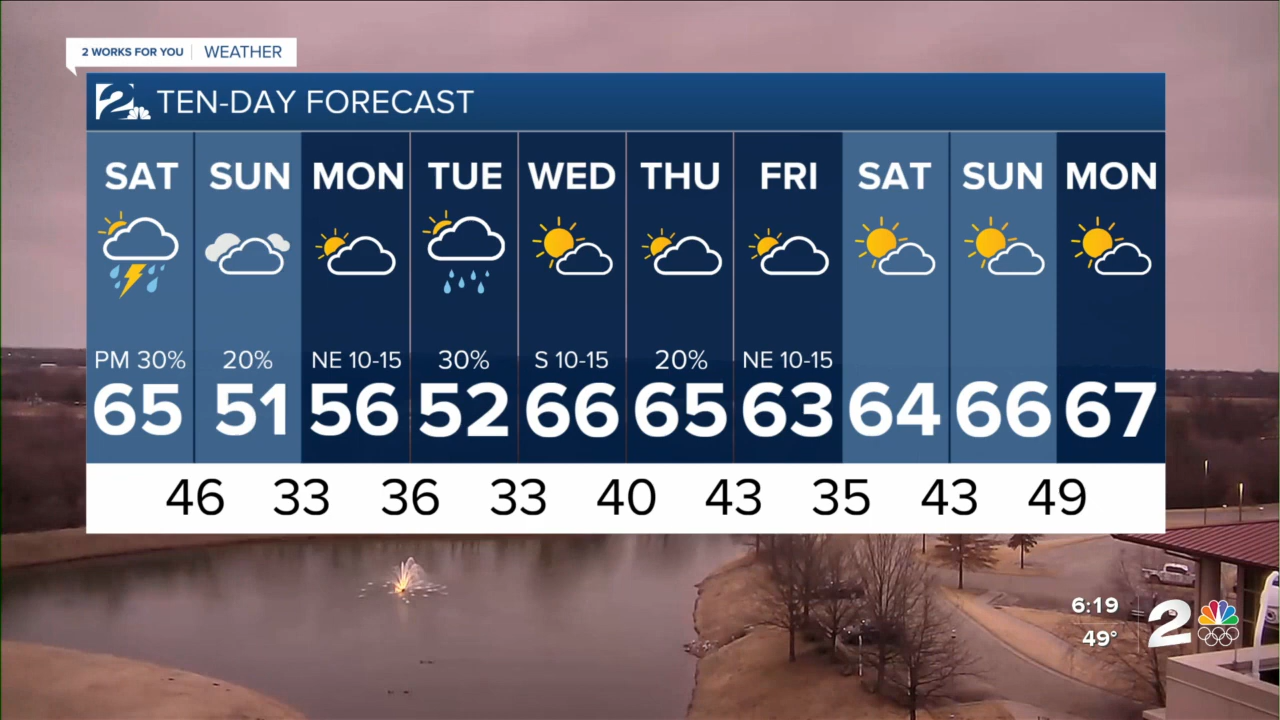 2 WORKS FOR YOU | WEATHER
2 TEN-DAY FORECAST
SAT SUN MON TUE WED THU FRI SAT SUN MON
PM 30% 20% NE 10-15 30% S 10-15 20% NE 10-15
65 51 56 52 66 65 63 64 66 67
46 33 36 33 40 43 35 43 49
6:19
49°
2